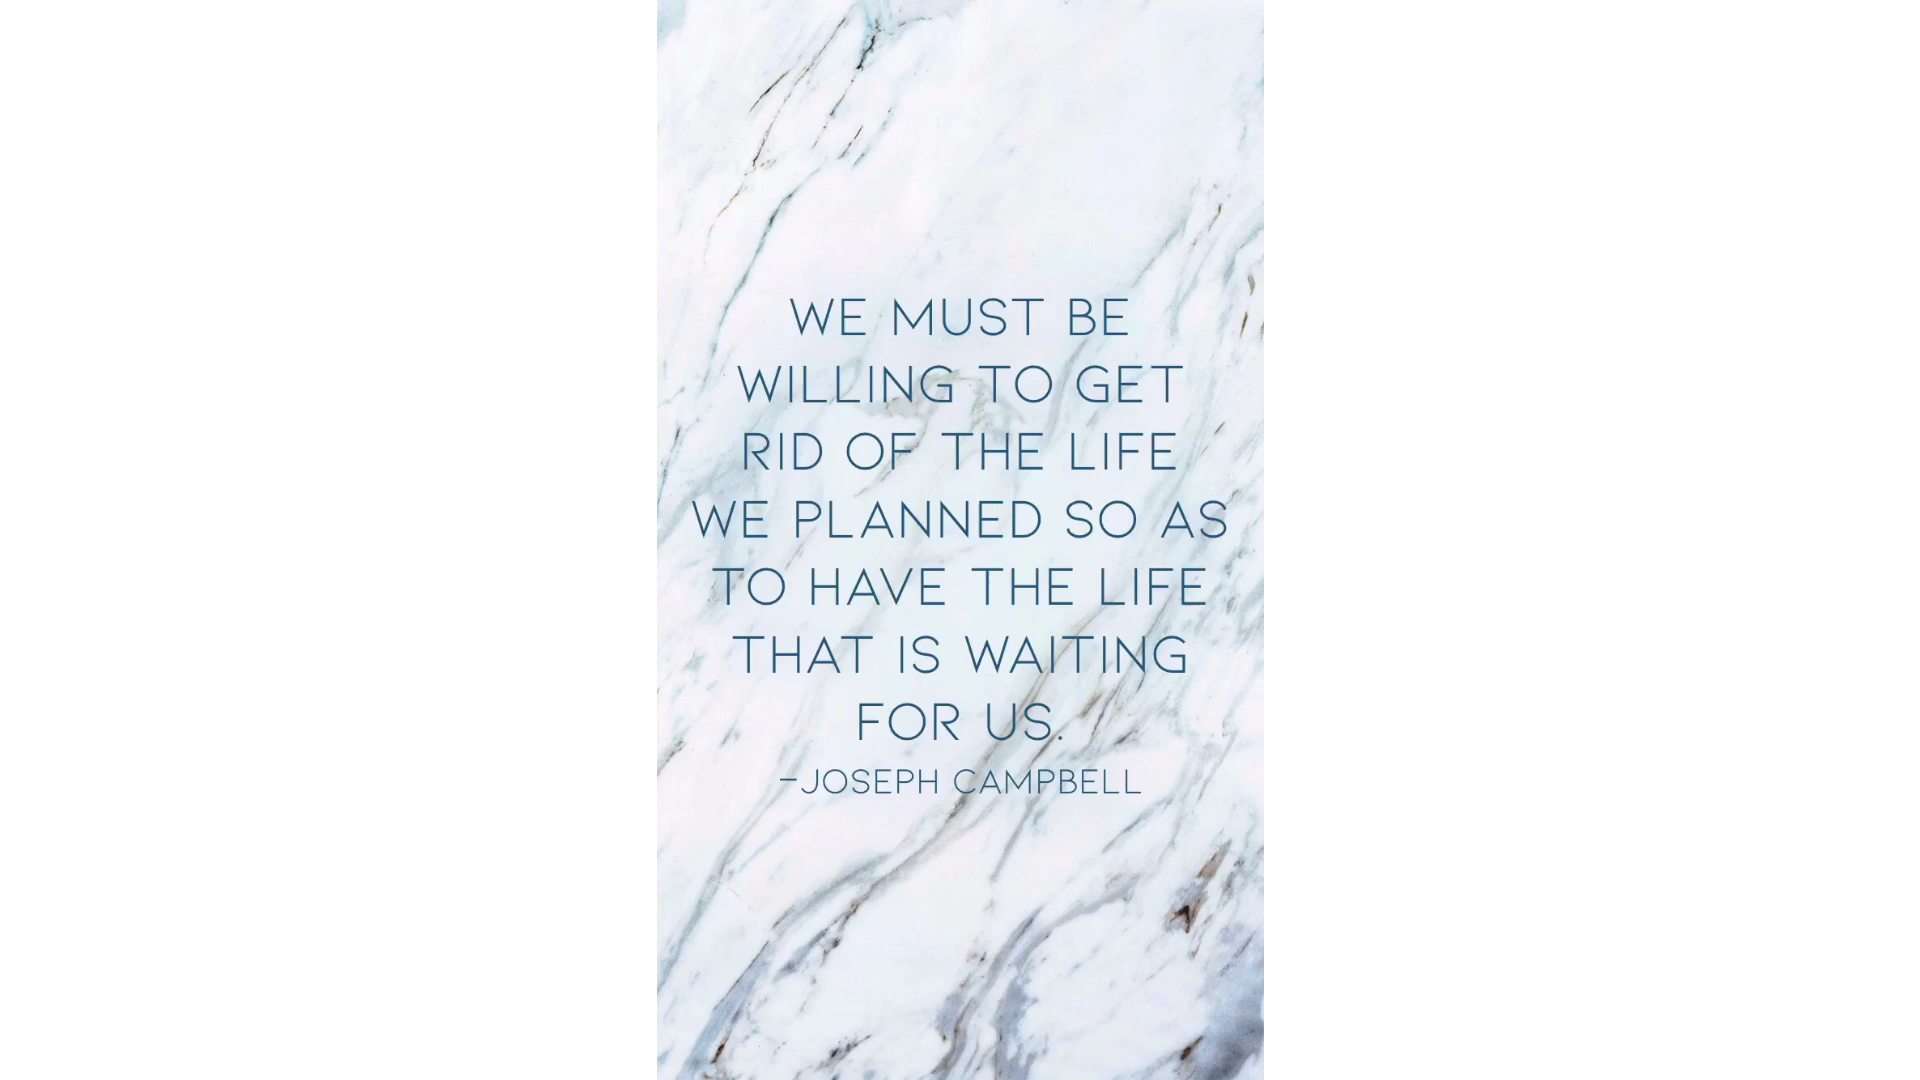 WE MUST BE
WILLING TO GET
RID OF THE LIFE
WE PLANNED SO AS
TO HAVE THE LIFE
THAT IS WAITING
FOR US.
-JOSEPH CAMPBELL